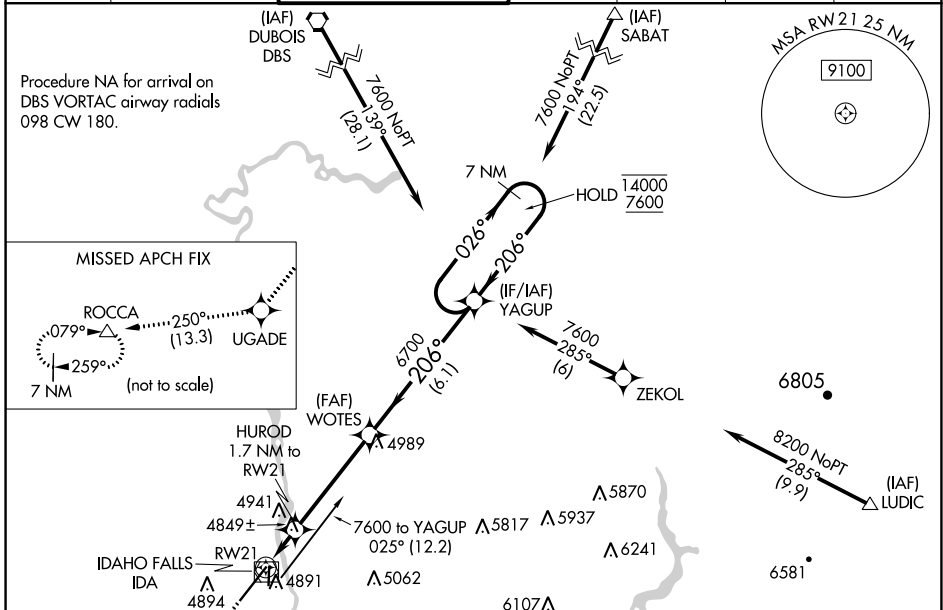 (IAF)
DUBOIS
DBS
(IAF)
SABAT
MSA RW 21 25 NM
9100
Procedure NA for arrival on
DBS VORTAC airway radials
098 CW 180.
7600 NoPT
139°
(28.1)
7600 NoPT
194°
(22.5)
7 NM
HOLD
14000
7600
026°
206°
MISSED APCH FIX
ROCCA
079°
250°
(13.3)
UGADE
259°
7 NM
(not to scale)
(IF/IAF)
YAGUP
6700
206°
(6.1)
7600
285°
(6)
ZEKOL
6805
(FAF)
WOTES
4989
HUROD
1.7 NM to
RW21
8200 NoPT
285°
(9.9)
(IAF)
LUDIC
4941
4849±
5870
5937
5817
7600 to YAGUP
025° (12.2)
6241
IDAHO FALLS
IDA
RW21
4891
5062
6581
4894
6107